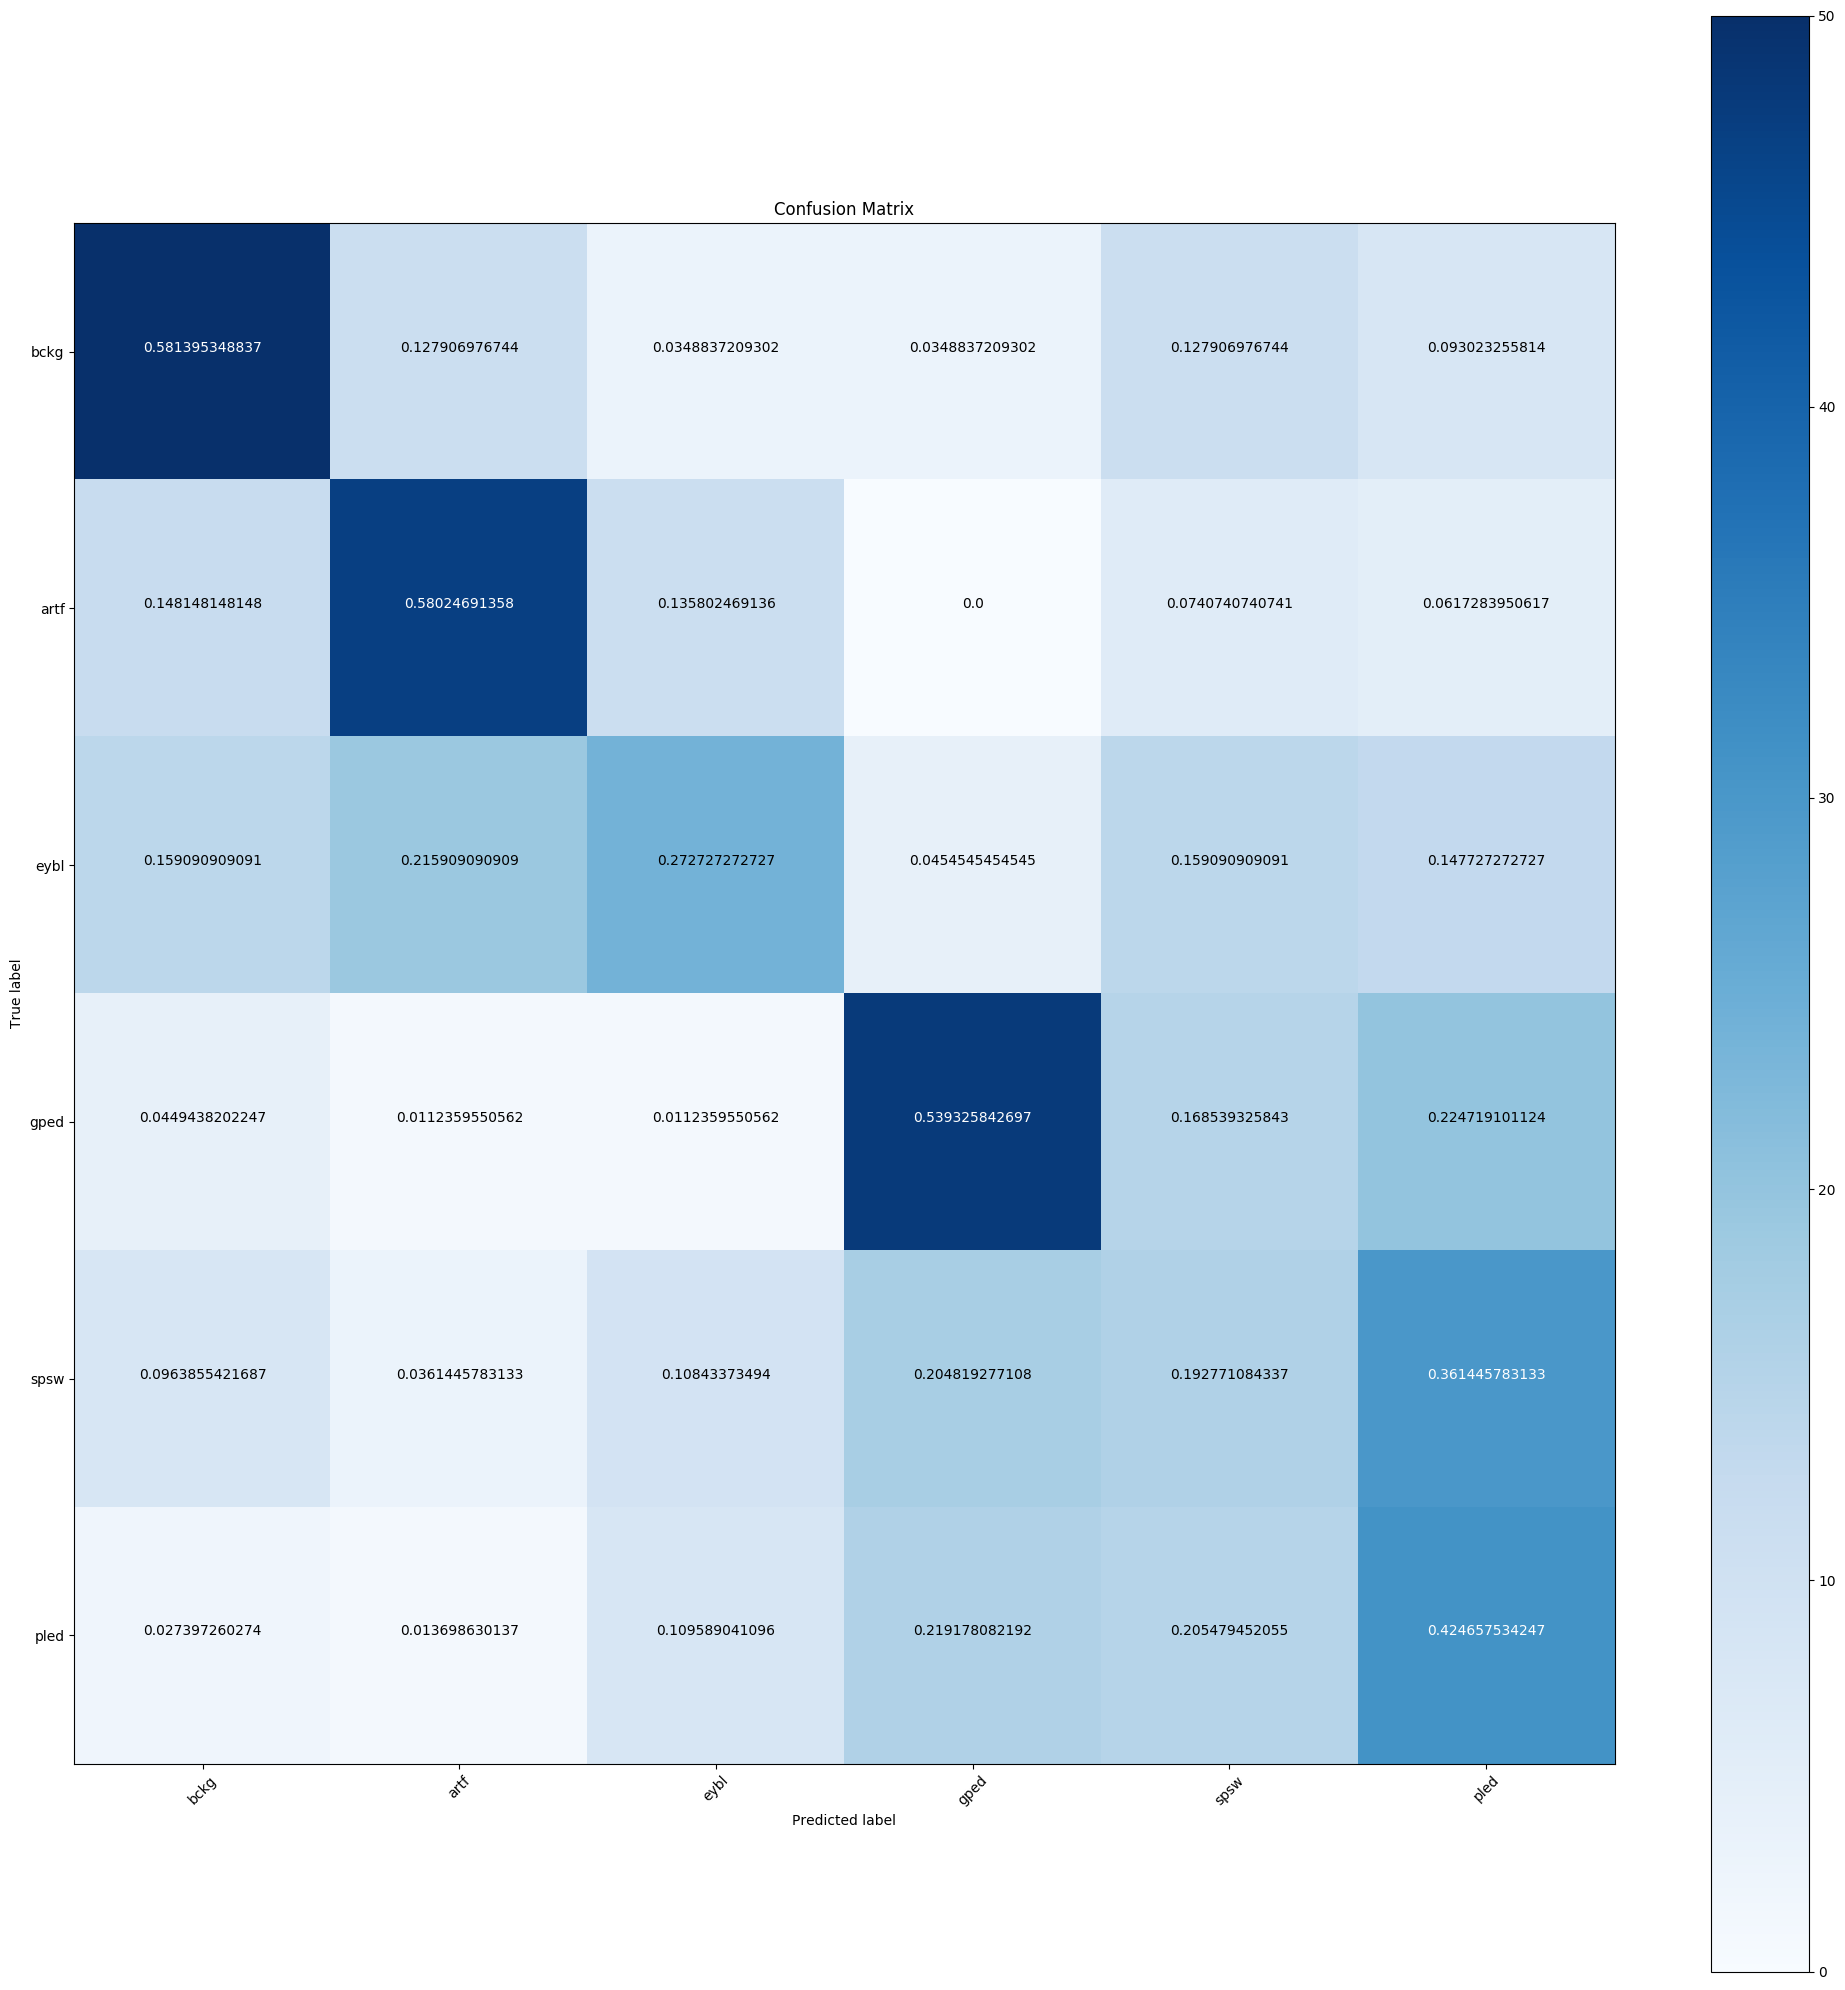 Confusion Matrix
bckg 0.581395348837 0.127906976744 0.0348837209302 0.0348837209302 0.127906976744 0.093023255814
artf 0.148148148148 0.58024691358 0.135802469136 0.0 0.0740740740741 0.0617283950617
eybl 0.159090909091 0.215909090909 0.272727272727 0.0454545454545 0.159090909091 0.147727272727
gped 0.0449438202247 0.0112359550562 0.0112359550562 0.539325842697 0.168539325843 0.224719101124
spsw 0.0963855421687 0.0361445783133 0.10843373494 0.204819277108 0.192771084337 0.361445783133
pled 0.027397260274 0.013698630137 0.109589041096 0.219178082192 0.205479452055 0.424657534247
True label
bckg artf eybl gped spsw pled
Predicted label
50
40
30
20
10
0